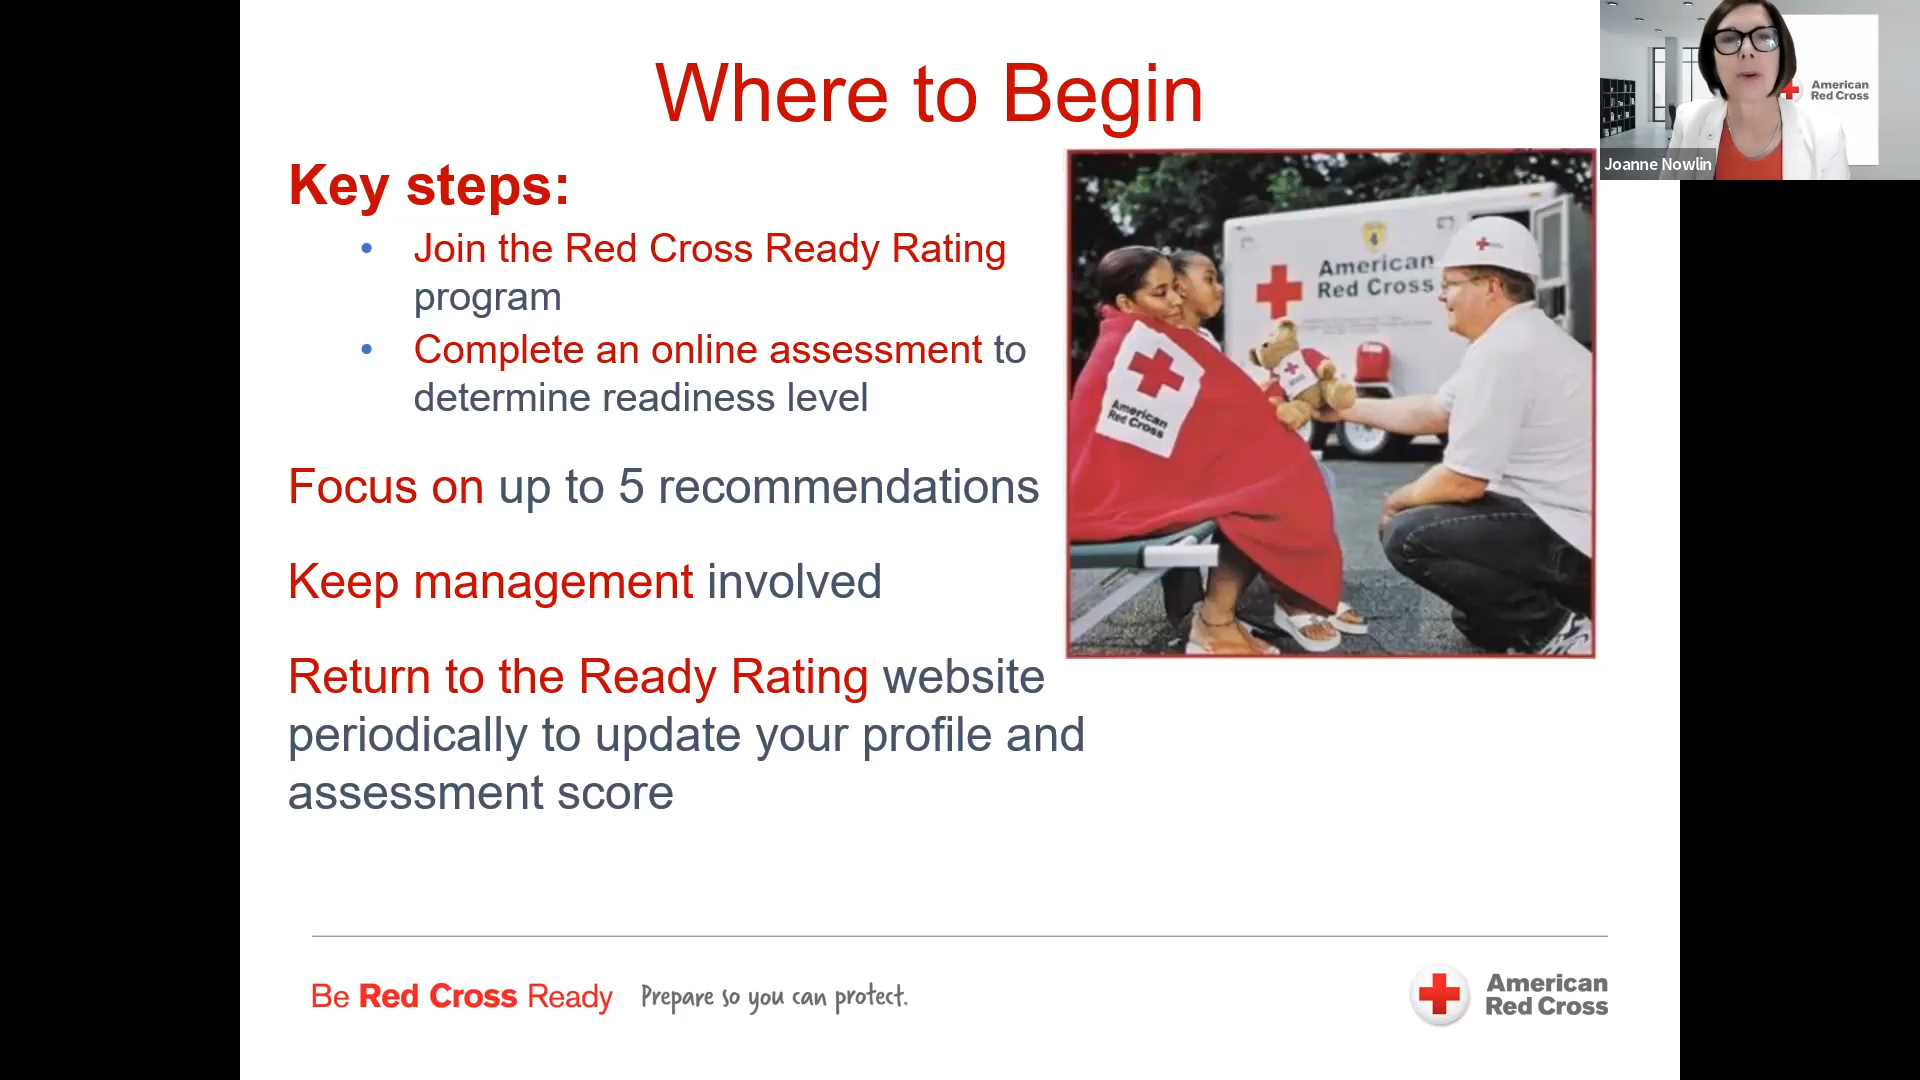 Where to Begin
Key steps:
• Join the Red Cross Ready Rating
program
• Complete an online assessment to
determine readiness level
Focus on up to 5 recommendations
Keep management involved
Return to the Ready Rating website
periodically to update your profile and
assessment score
American
Red Cross
American
Red Cross
Be Red Cross Ready Prepare so you can protect.
American
Red Cross
American
Red Cross
Joanne Nowlin